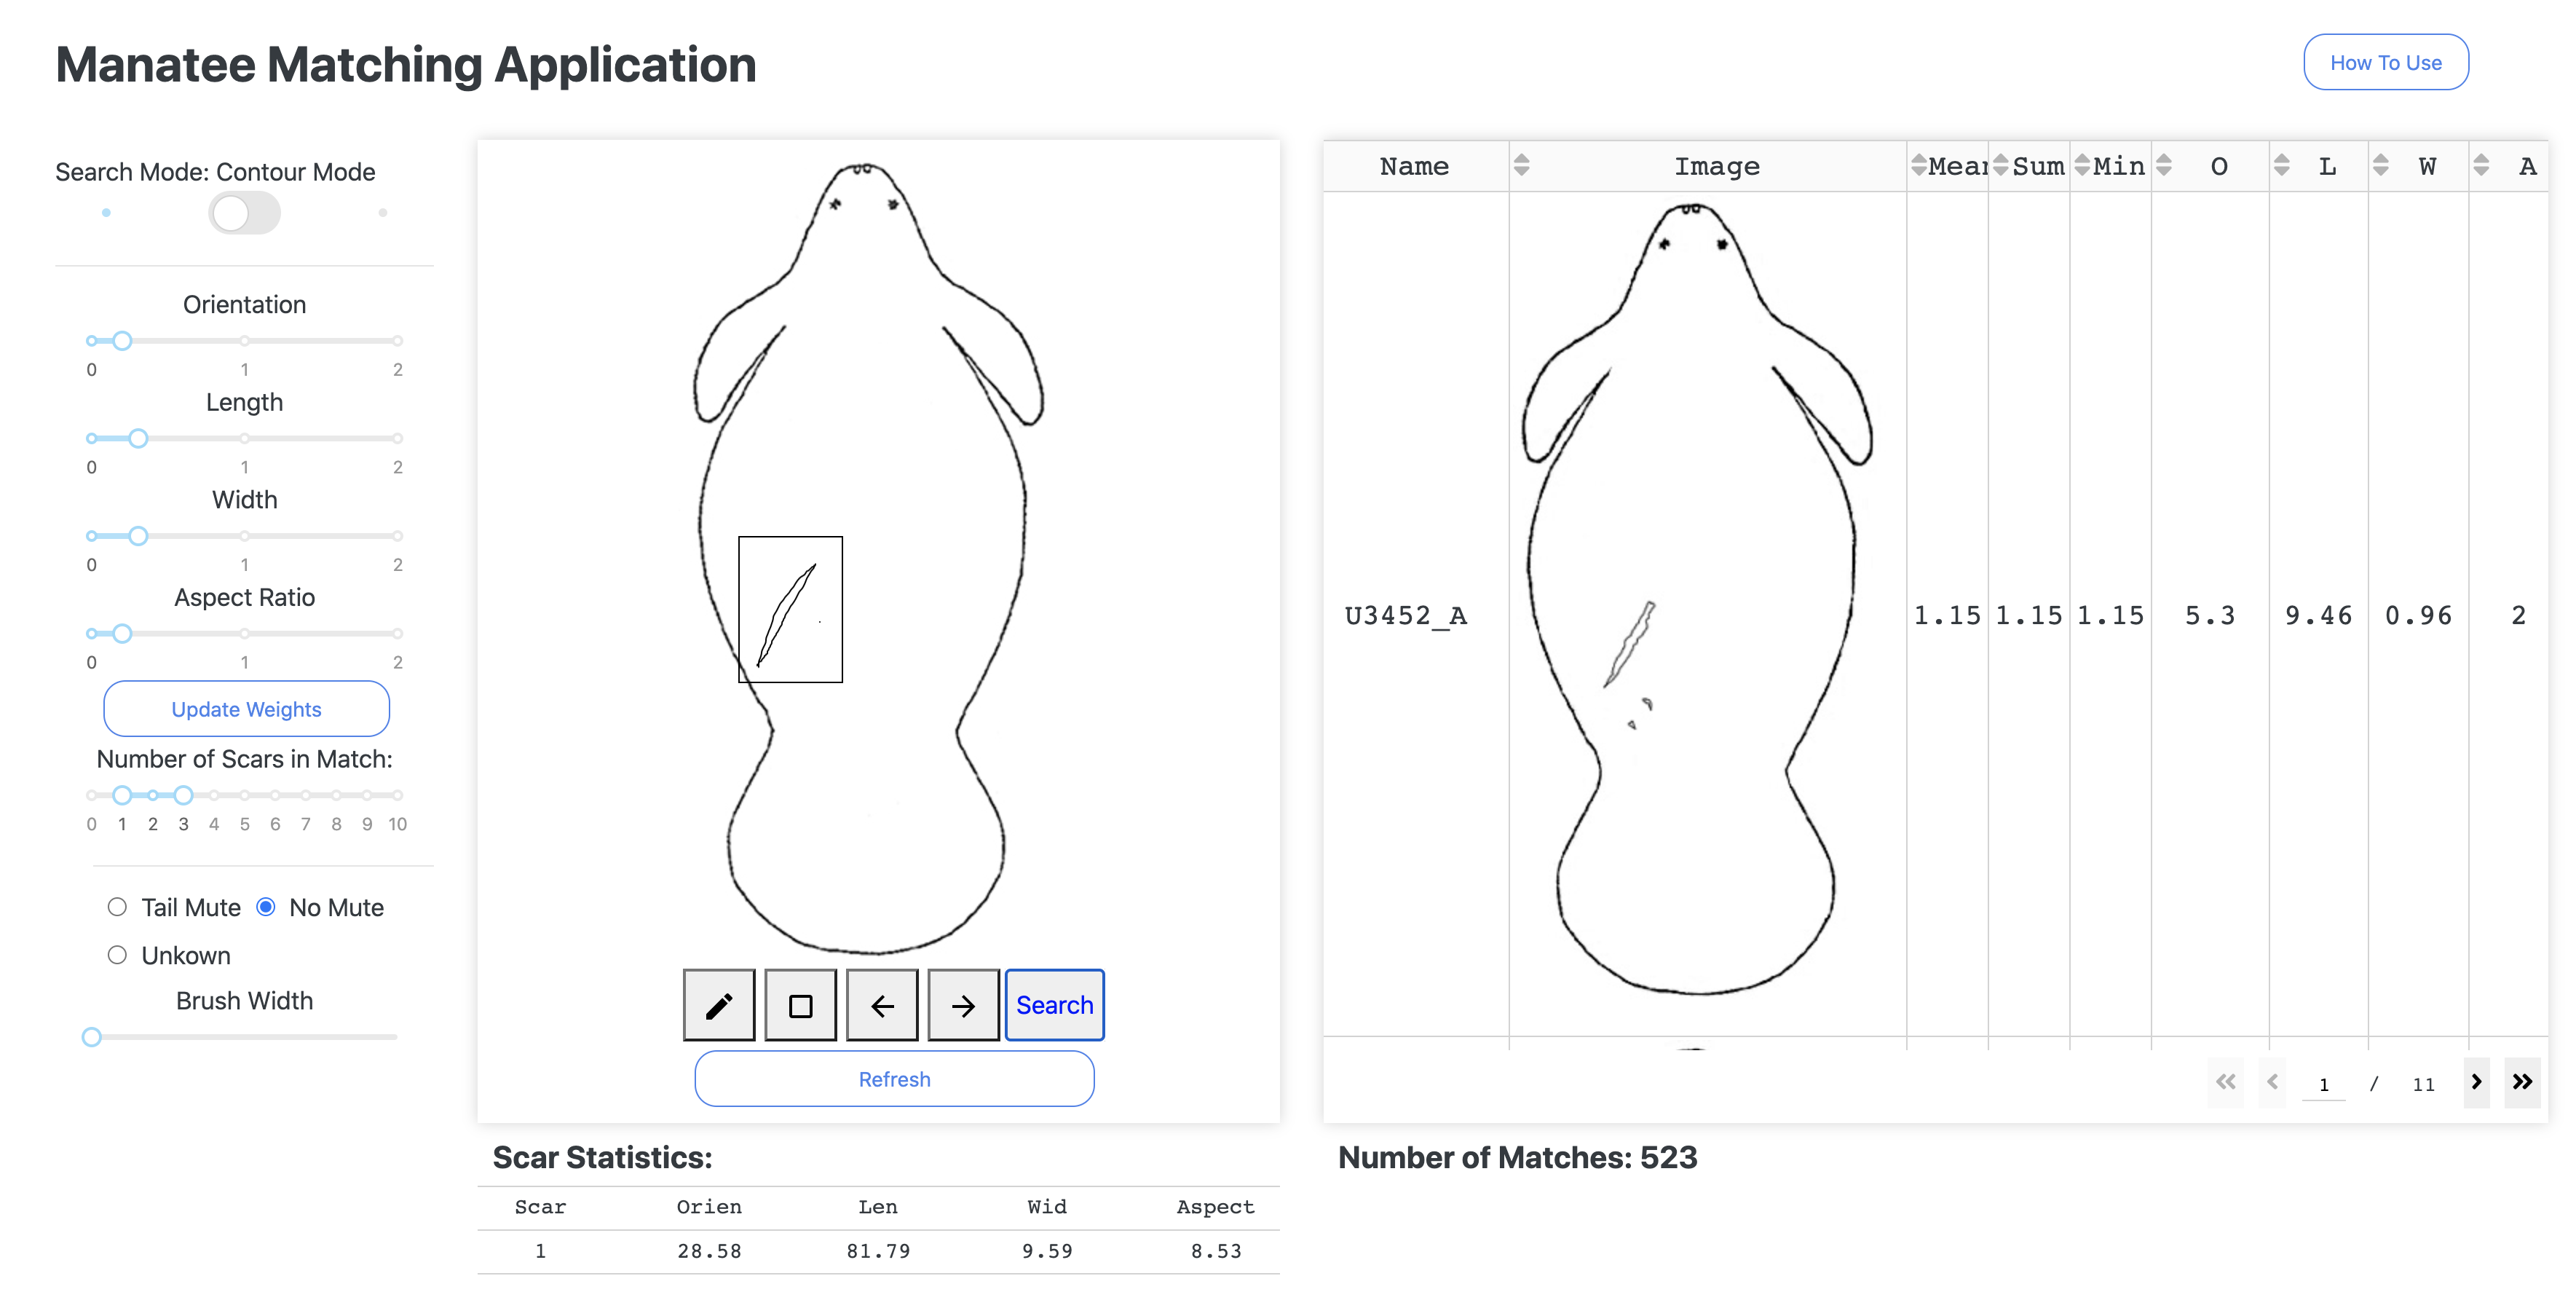 Manatee Matching Application
How To Use
Search Mode: Contour Mode
Orientation
0 1 2
Length
0 1 2
Width
0 1 2
Aspect Ratio
0 1 2
Update Weights
Number of Scars in Match:
0 1 2 3 4 5 6 7 8 9 10
Tail Mute No Mute
Unkown
Brush Width
Search
Refresh
Scar Statistics:
Scar Orien Len Wid Aspect
1 28.58 81.79 9.59 8.53
Name Image Mean Sum Min O L W A
U3452_A 1.15 1.15 1.15 5.3 9.46 0.96 2
1 / 11
Number of Matches: 523